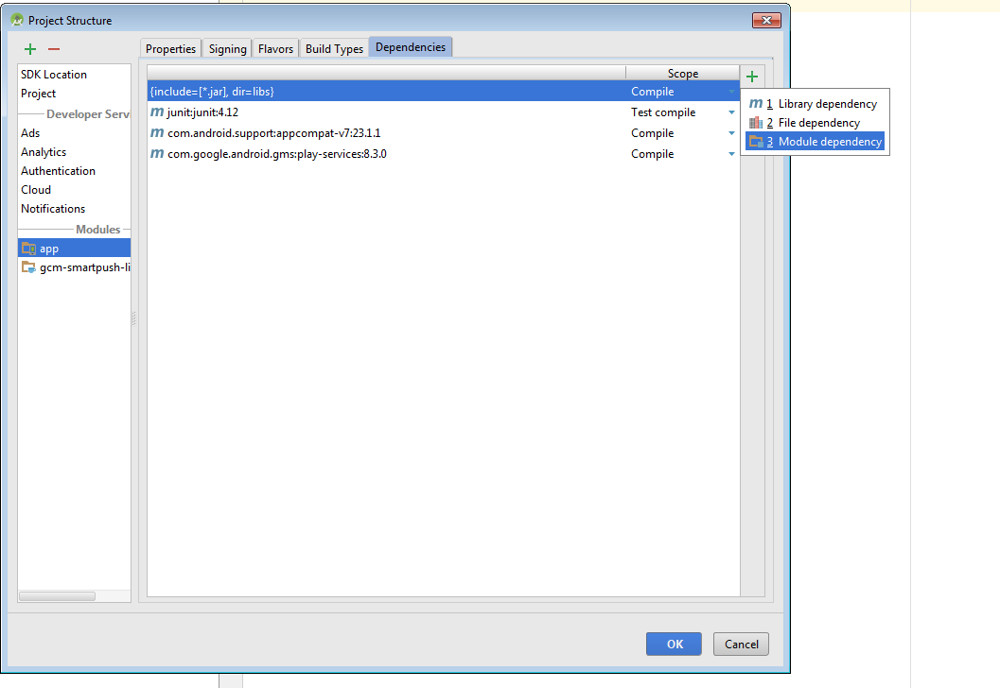 Project Structure
Properties Signing Flavors Build Types Dependencies
SDK Location
Project
Developer Serv
Ads
Analytics
Authentication
Cloud
Notifications
Modules
app
gcm-smartpush-li
Scope
{include=[*.jar], dir=libs} Compile
m junit:junit:4.12 Test compile
m com.android.support:appcompat-v7:23.1.1 Compile
m com.google.android.gms:play-services:8.3.0 Compile
m 1 Library dependency
2 File dependency
3 Module dependency
OK Cancel